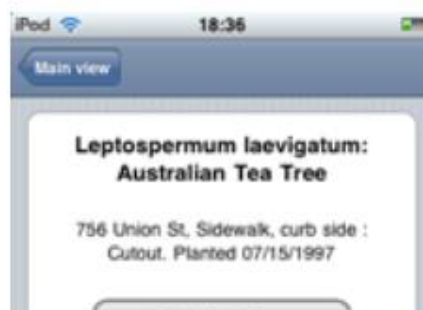 iPod 18:36
Main view
Leptospermum laevigatum:
Australian Tea Tree
756 Union St, Sidewalk, curb side :
Cutout. Planted 07/15/1997